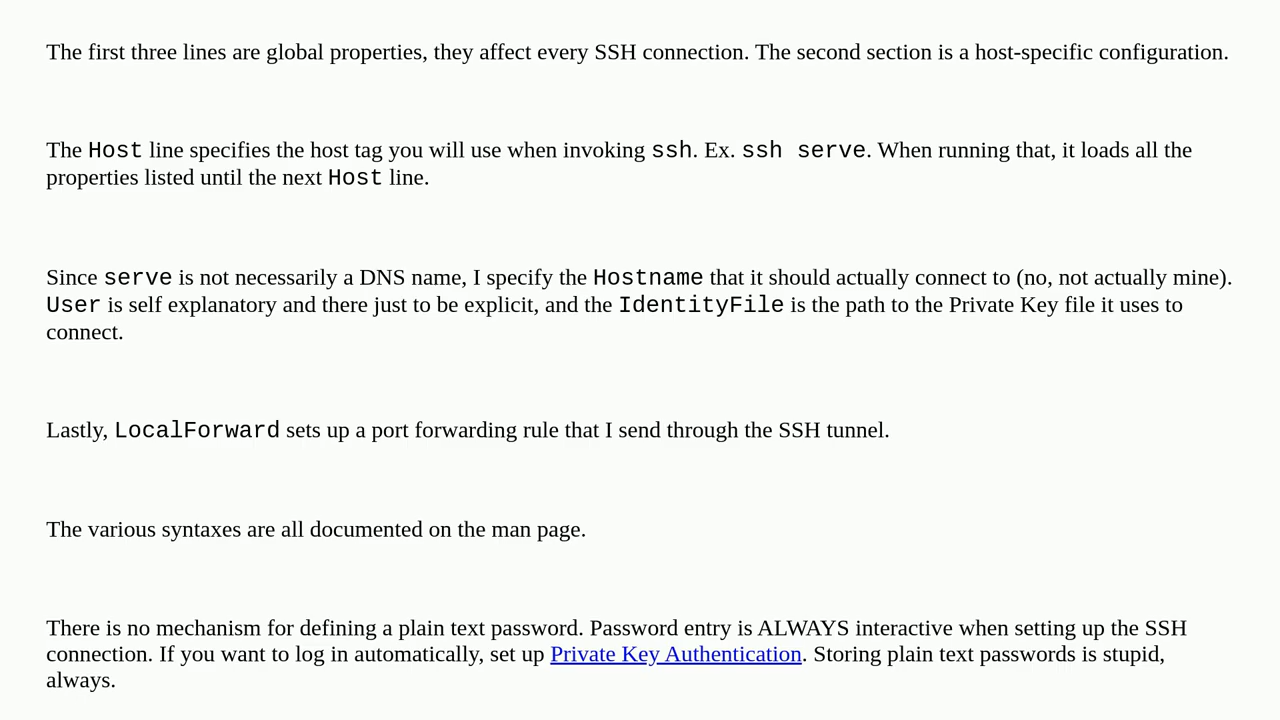 The first three lines are global properties, they affect every SSH connection. The second section is a host-specific configuration.
The Host line specifies the host tag you will use when invoking ssh. Ex. ssh serve. When running that, it loads all the
properties listed until the next Host line.
Since serve is not necessarily a DNS name, I specify the Hostname that it should actually connect to (no, not actually mine).
User is self explanatory and there just to be explicit, and the IdentityFile is the path to the Private Key file it uses to
connect.
Lastly, LocalForward sets up a port forwarding rule that I send through the SSH tunnel.
The various syntaxes are all documented on the man page.
There is no mechanism for defining a plain text password. Password entry is ALWAYS interactive when setting up the SSH
connection. If you want to log in automatically, set up Private Key Authentication. Storing plain text passwords is stupid,
always.